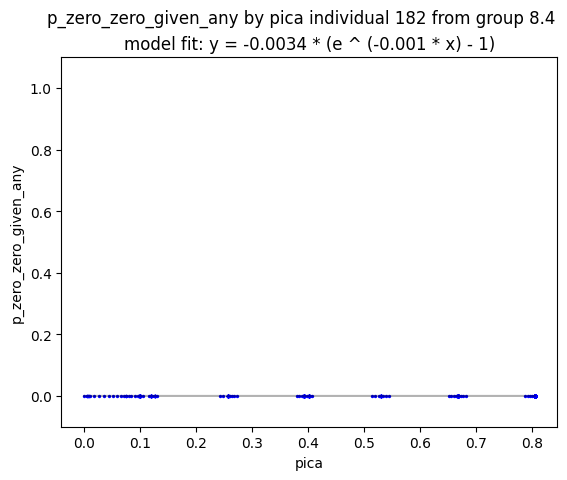 p_zero_zero_given_any by pica individual 182 from group 8.4
model fit: y = -0.0034 * (e ^ (-0.001 * x) - 1)
1.0
0.8
0.6
0.4
0.2
0.0
p_zero_zero_given_any
0.0 0.1 0.2 0.3 0.4 0.5 0.6 0.7 0.8
pica